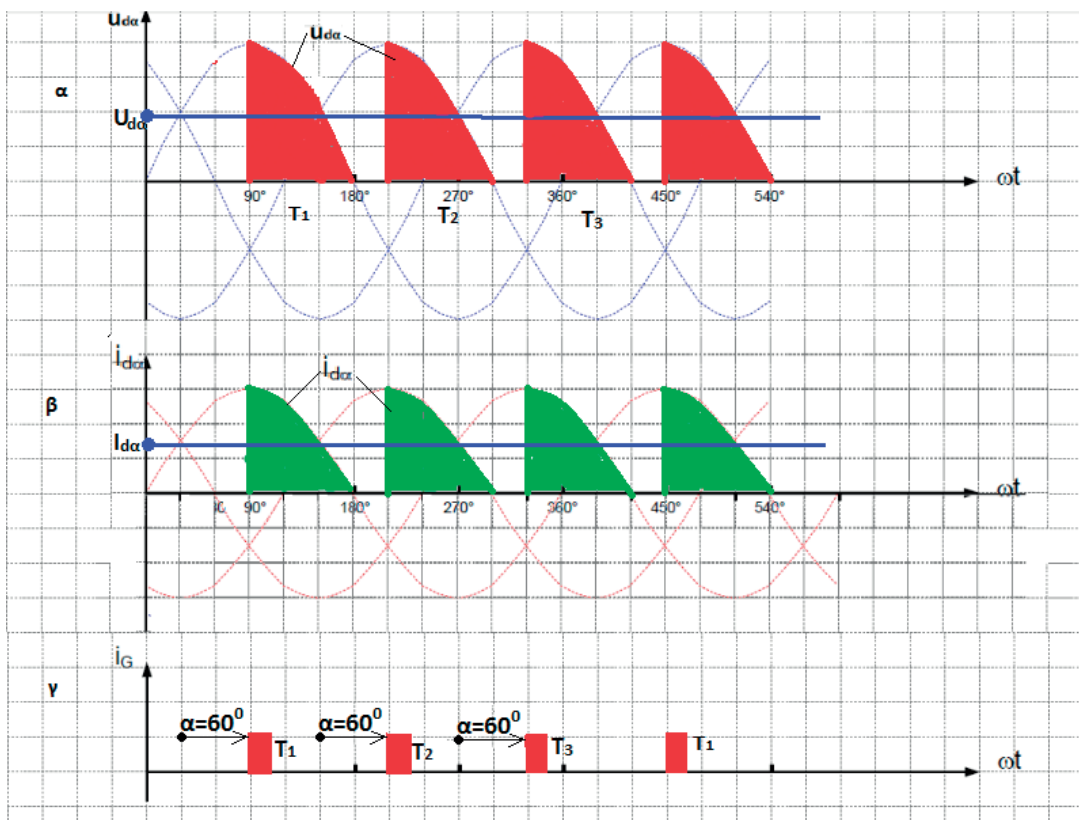 u_dα
u_dα
α
U_dα
90° 180° 270° 360° 450° 540° ωt
T₁ T₂ T₃
i_dα
i_dα
β
I_dα
90° 180° 270° 360° 450° 540° ωt
i_G
γ
α=60⁰ α=60⁰ α=60⁰
T₁ T₂ T₃ T₁
ωt